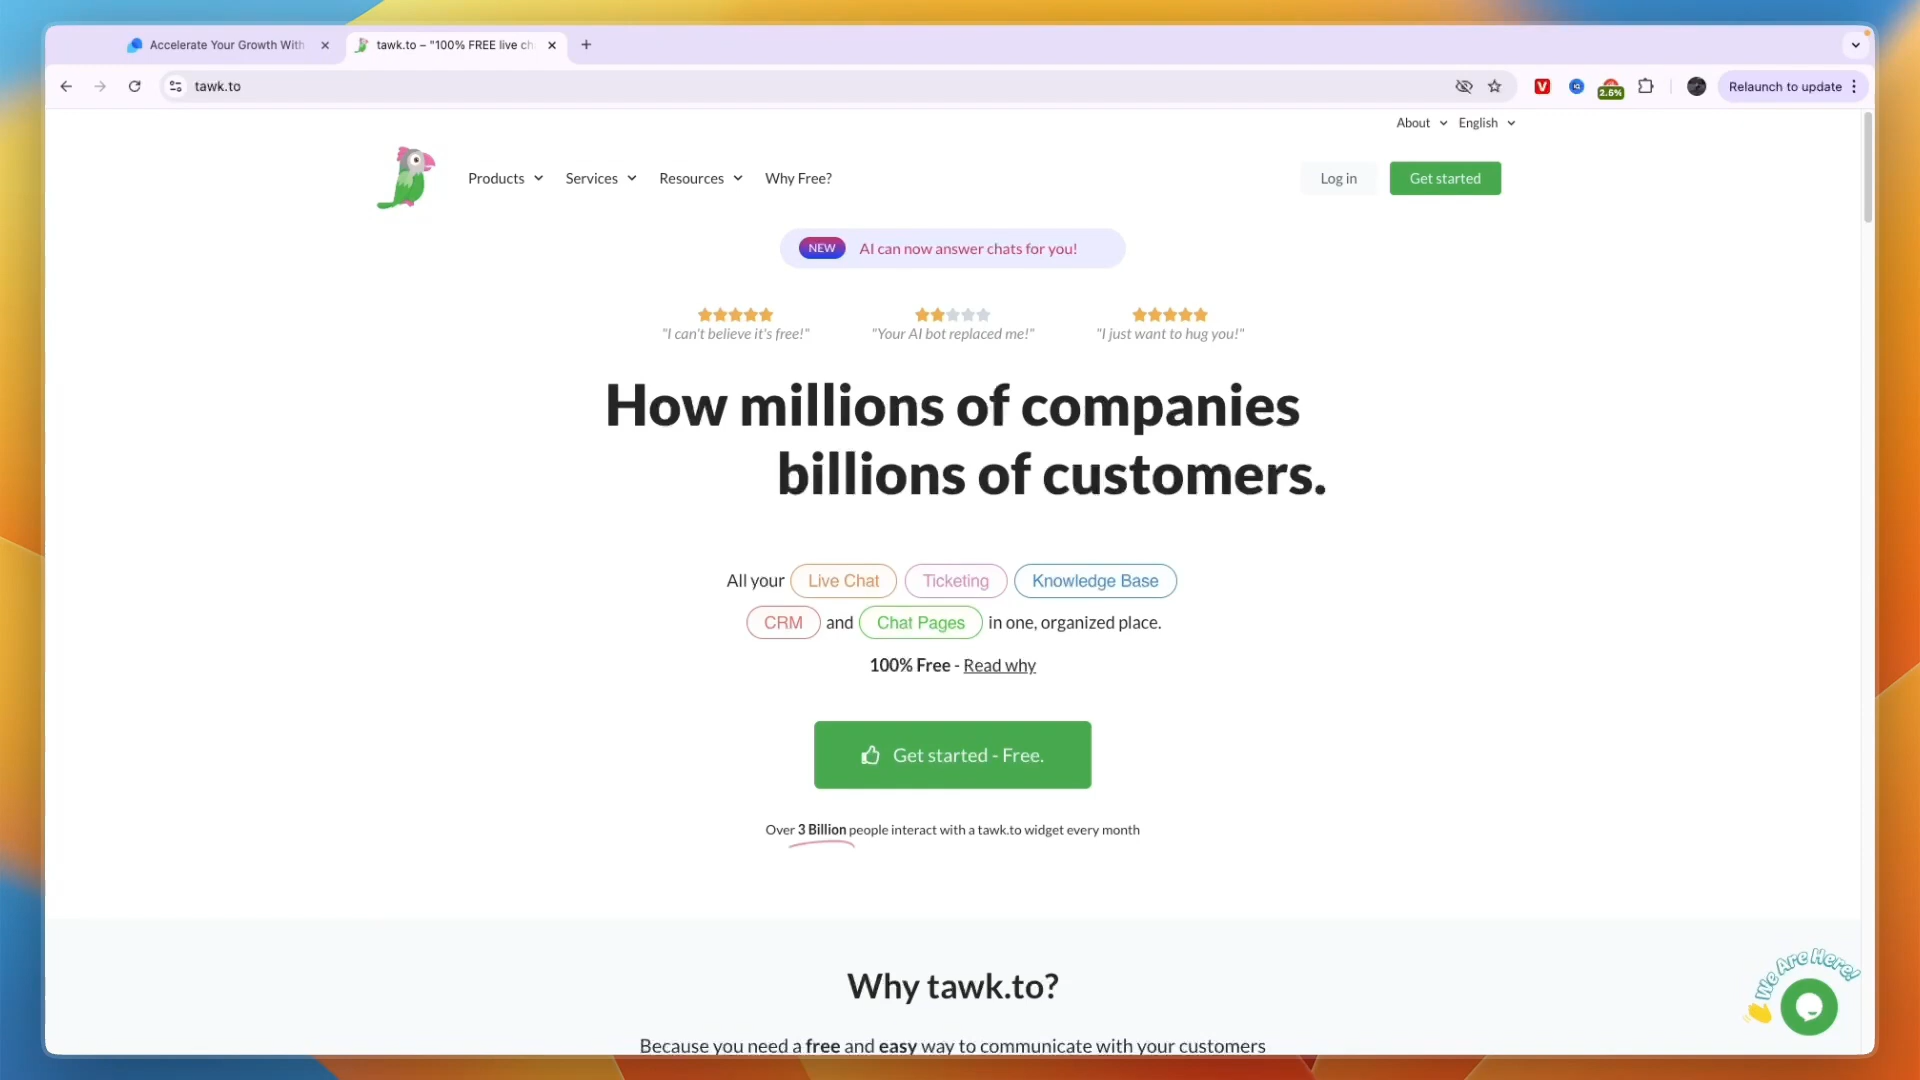 Accelerate Your Growth With
tawk.to – "100% FREE live ch
tawk.to
2.6%
Relaunch to update
About
English
Products
Services
Resources
Why Free?
Log in
Get started
NEW
AI can now answer chats for you!
"I can't believe it's free!"
"Your AI bot replaced me!"
"I just want to hug you!"
How millions of companies
billions of customers.
All your Live Chat Ticketing Knowledge Base
CRM and Chat Pages in one, organized place.
100% Free - Read why
Get started - Free.
Over 3 Billion people interact with a tawk.to widget every month
We Are Here!
Why tawk.to?
Because you need a free and easy way to communicate with your customers